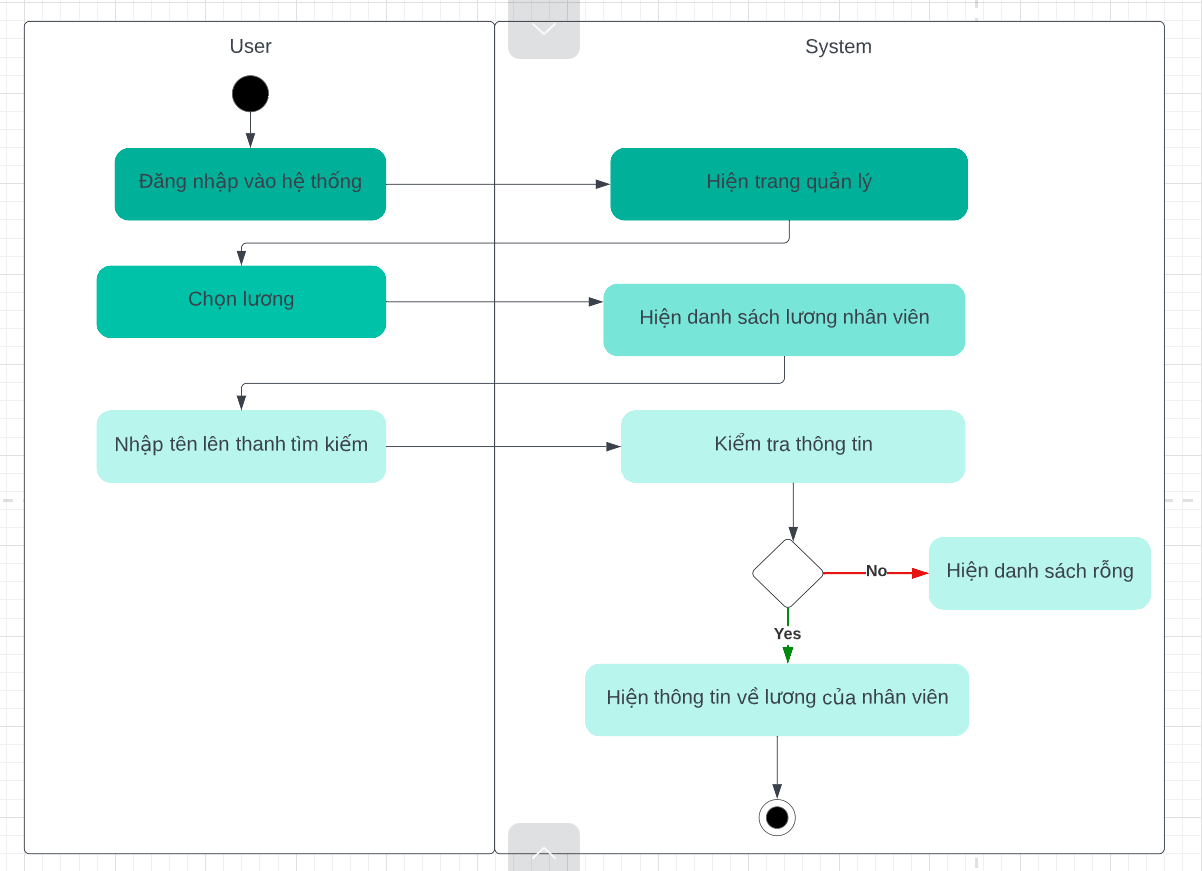 User
System
Đăng nhập vào hệ thống
Hiện trang quản lý
Chọn lương
Hiện danh sách lương nhân viên
Nhập tên lên thanh tìm kiếm
Kiểm tra thông tin
No
Hiện danh sách rỗng
Yes
Hiện thông tin về lương của nhân viên